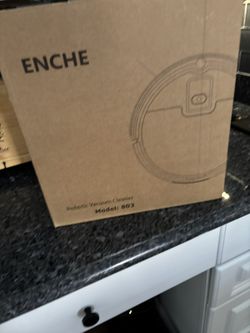 ENCHE
Robotic Vacuum Cleaner
Model: 803